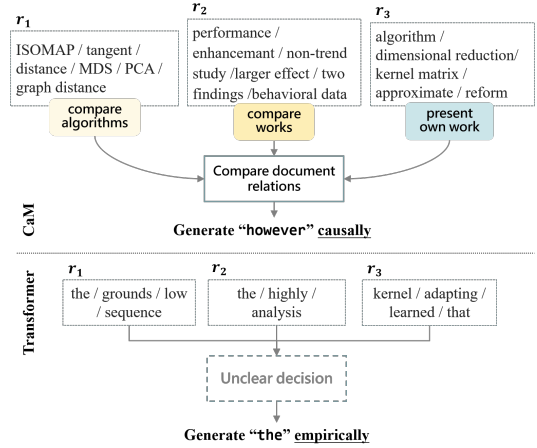 r1
ISOMAP / tangent /
distance / MDS / PCA /
graph distance
r2
performance /
enhancemant / non-trend
study /larger effect / two
findings /behavioral data
r3
algorithm /
dimensional reduction/
kernel matrix /
approximate / reform
compare
algorithms
compare
works
present
own work
Compare document
relations
Generate “however” causally
CaM
Transformer
r1
the / grounds / low
/ sequence
r2
the / highly /
analysis
r3
kernel / adapting /
learned / that
Unclear decision
Generate “the” empirically